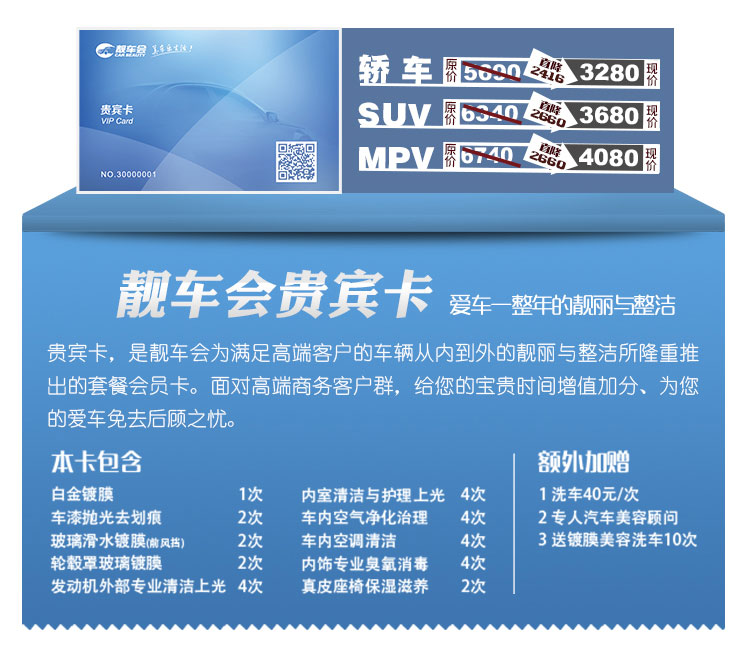 靓车会
CAR BEAUTY
享车应生活!
贵宾卡
VIP Card
NO.30000001
轿车 原价 5690 直降 2416 3280 现价
SUV 原价 6340 直降 2660 3680 现价
MPV 原价 6740 直降 2660 4080 现价
靓车会贵宾卡 爱车一整年的靓丽与整洁
贵宾卡，是靓车会为满足高端客户的车辆从内到外的靓丽与整洁所隆重推
出的套餐会员卡。面对高端商务客户群，给您的宝贵时间增值加分、为您
的爱车免去后顾之忧。
本卡包含
白金镀膜 1次
车漆抛光去划痕 2次
玻璃滑水镀膜(前风挡) 2次
轮毂罩玻璃镀膜 2次
发动机外部专业清洁上光 4次
内室清洁与护理上光 4次
车内空气净化治理 4次
车内空调清洁 4次
内饰专业臭氧消毒 4次
真皮座椅保湿滋养 2次
额外加赠
1 洗车40元/次
2 专人汽车美容顾问
3 送镀膜美容洗车10次